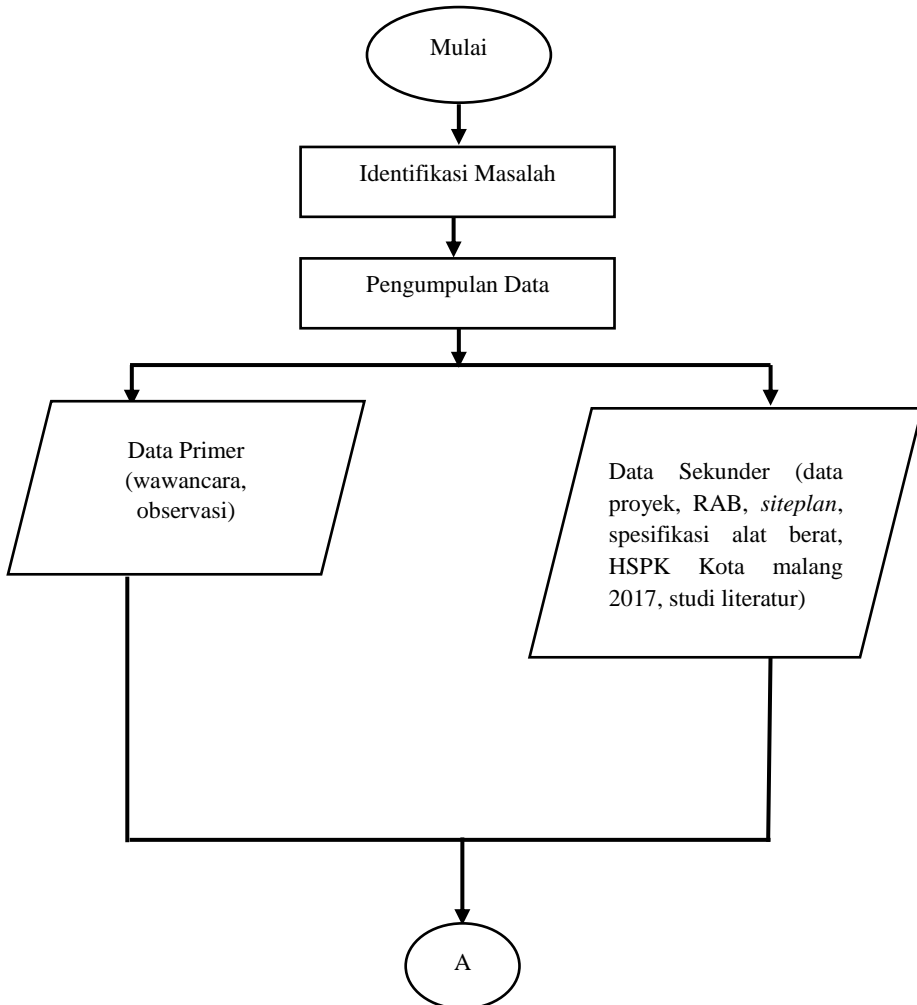 Mulai
Identifikasi Masalah
Pengumpulan Data
Data Primer
(wawancara,
observasi)
Data Sekunder (data
proyek, RAB, siteplan,
spesifikasi alat berat,
HSPK Kota malang
2017, studi literatur)
A